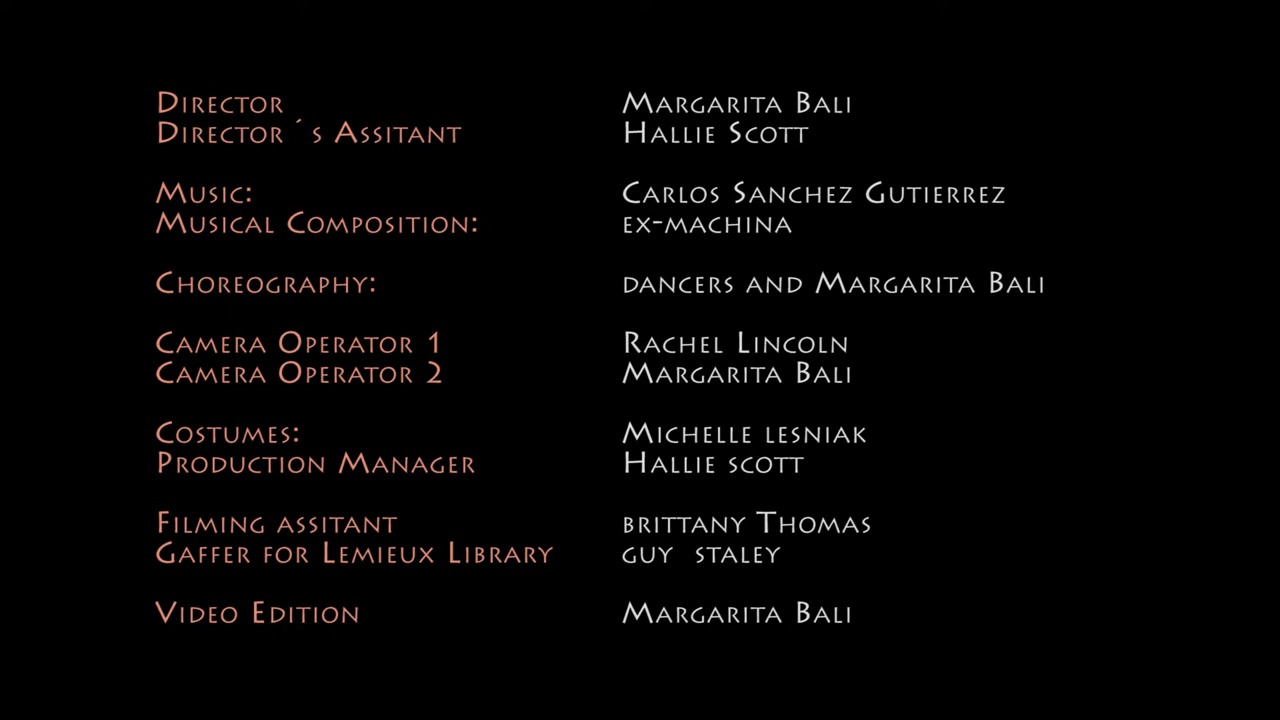 Director Margarita Bali
Director ´s Assitant Hallie Scott
Music: Carlos Sanchez Gutierrez
Musical Composition: ex-machina
Choreography: dancers and Margarita Bali
Camera Operator 1 Rachel Lincoln
Camera Operator 2 Margarita Bali
Costumes: Michelle lesniak
Production Manager Hallie scott
Filming assitant brittany Thomas
Gaffer for Lemieux Library guy staley
Video Edition Margarita Bali